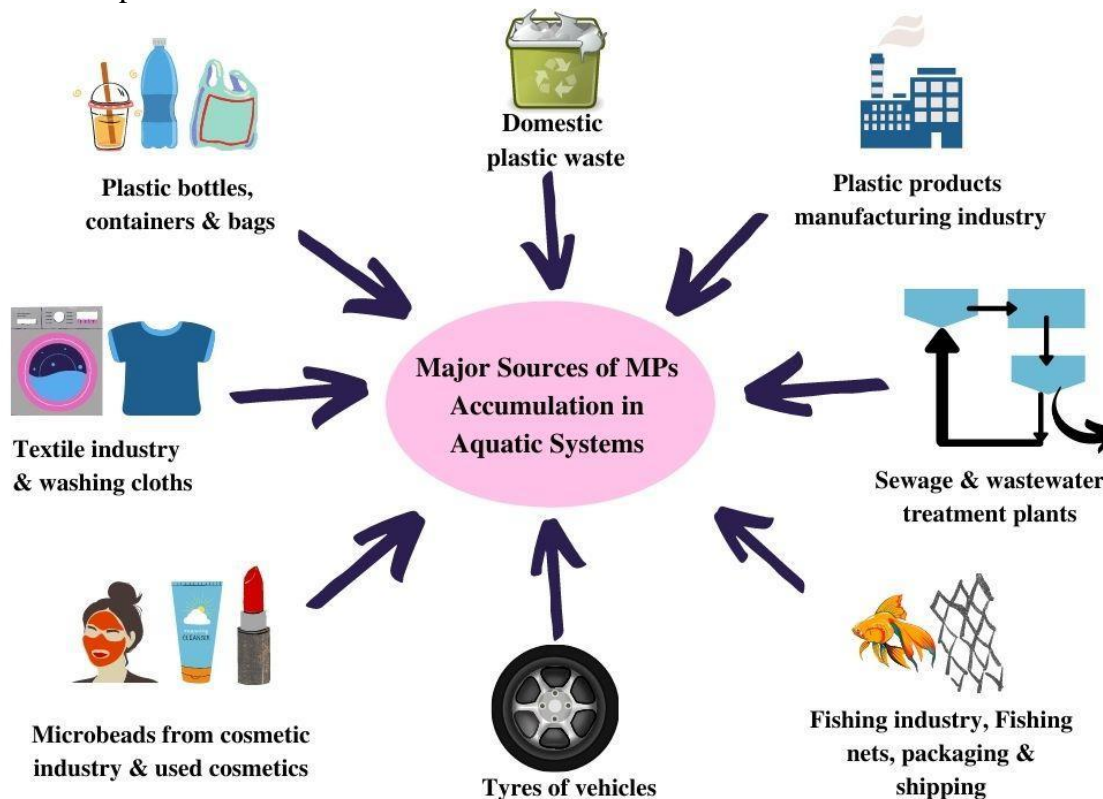 Domestic
plastic waste
Plastic bottles,
containers & bags
Plastic products
manufacturing industry
Major Sources of MPs
Accumulation in
Aquatic Systems
Textile industry
& washing cloths
Sewage & wastewater
treatment plants
CLEANSER
Microbeads from cosmetic
industry & used cosmetics
Tyres of vehicles
Fishing industry, Fishing
nets, packaging &
shipping